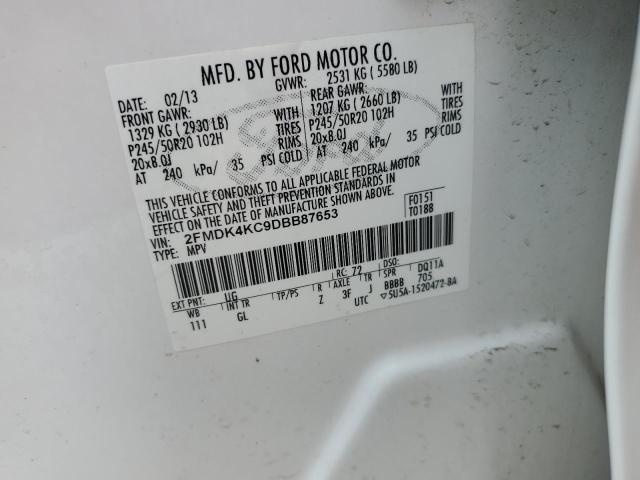 MFD. BY FORD MOTOR CO.
DATE: 02/13 GVWR: 2531 KG ( 5580 LB)
FRONT GAWR: REAR GAWR:
1329 KG ( 2930 LB) WITH 1207 KG ( 2660 LB) WITH
P245/50R20 102H TIRES P245/50R20 102H TIRES
20x8.0J RIMS 20x8.0J RIMS
AT 240 kPa/ 35 PSI COLD AT 240 kPa/ 35 PSI COLD
THIS VEHICLE CONFORMS TO ALL APPLICABLE FEDERAL MOTOR
VEHICLE SAFETY AND THEFT PREVENTION STANDARDS IN
EFFECT ON THE DATE OF MANUFACTURE SHOWN ABOVE.
VIN: 2FMDK4KC9DBB87653 F0151
TYPE: MPV T0188
EXT PNT: UG RC: 72 DSO:
WB INT TR TP/PS R AXLE TR SPR DQ11A
111 GL Z 3F J BBBB 705
UTC 5U5A-1520472-BA
Ford